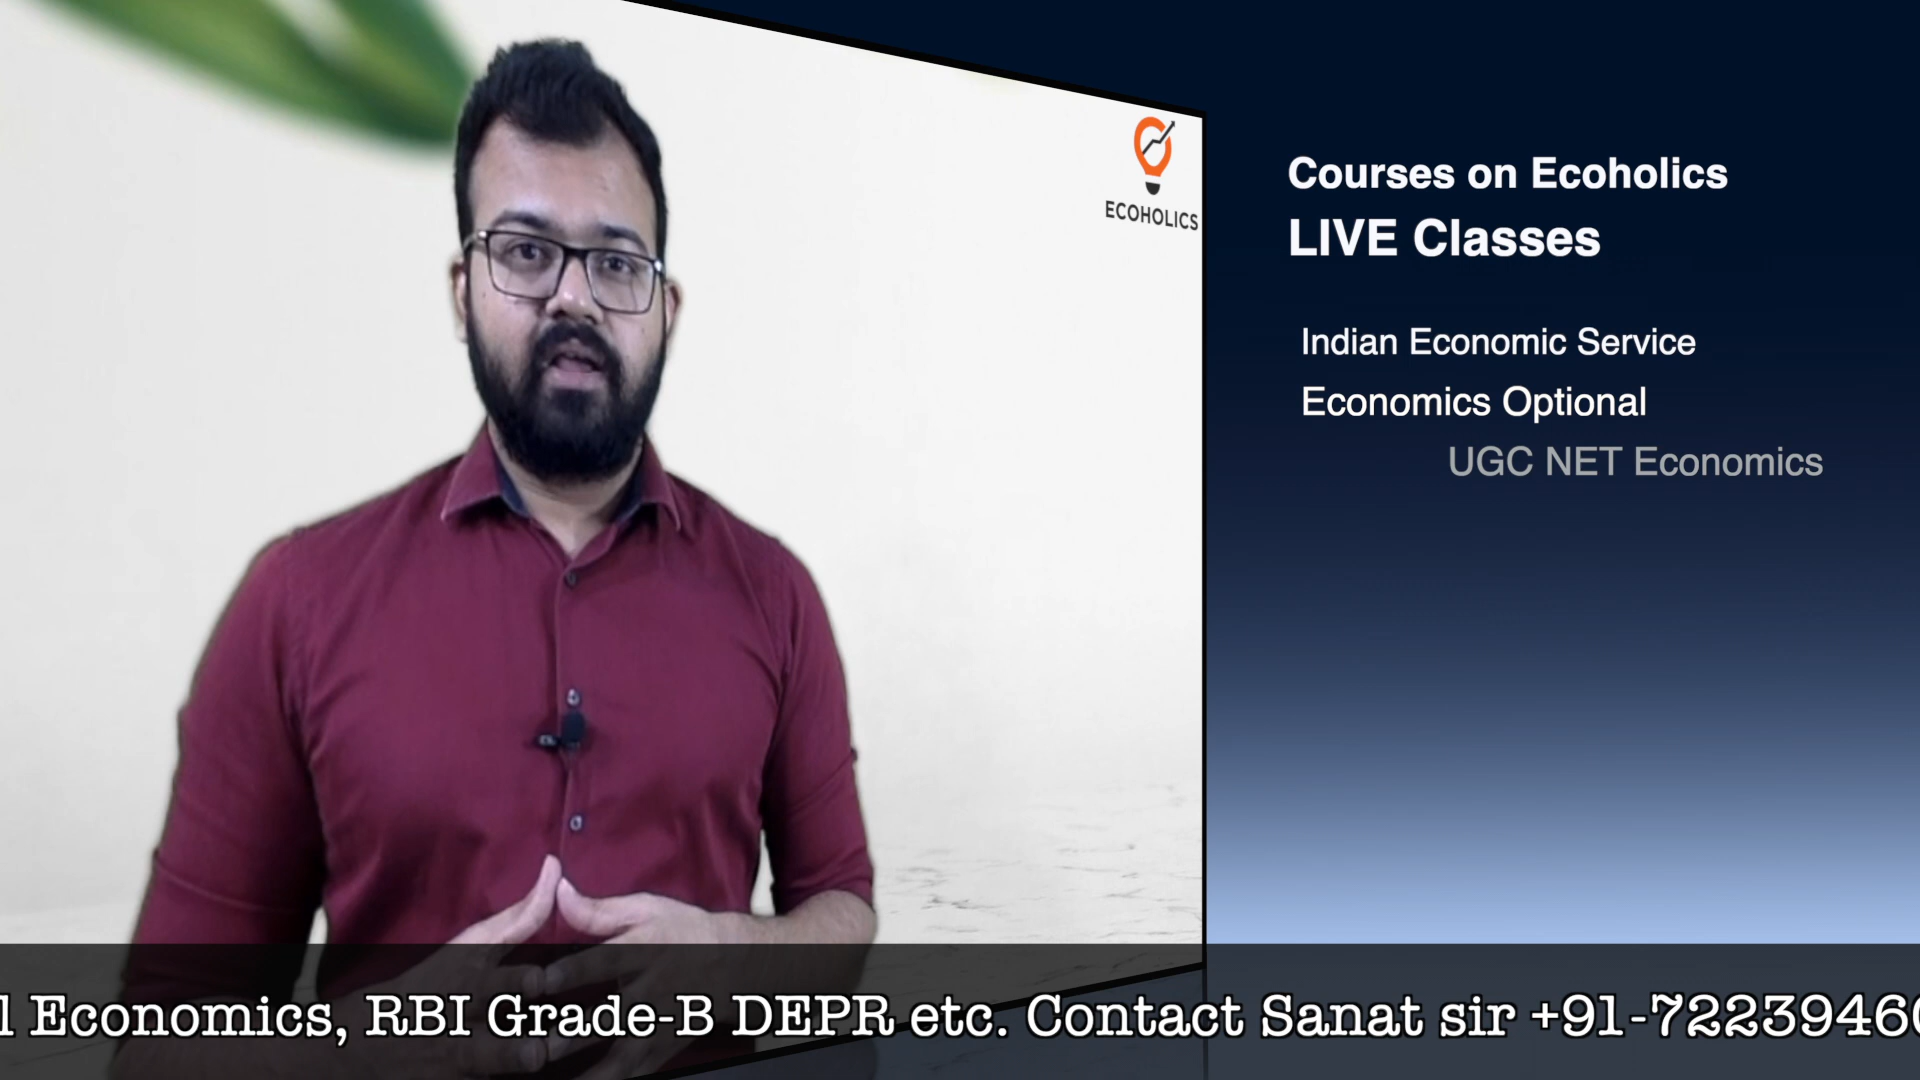 ECOHOLICS
Courses on Ecoholics
LIVE Classes
Indian Economic Service
Economics Optional
UGC NET Economics
Economics, RBI Grade-B DEPR etc. Contact Sanat sir +91-7223946